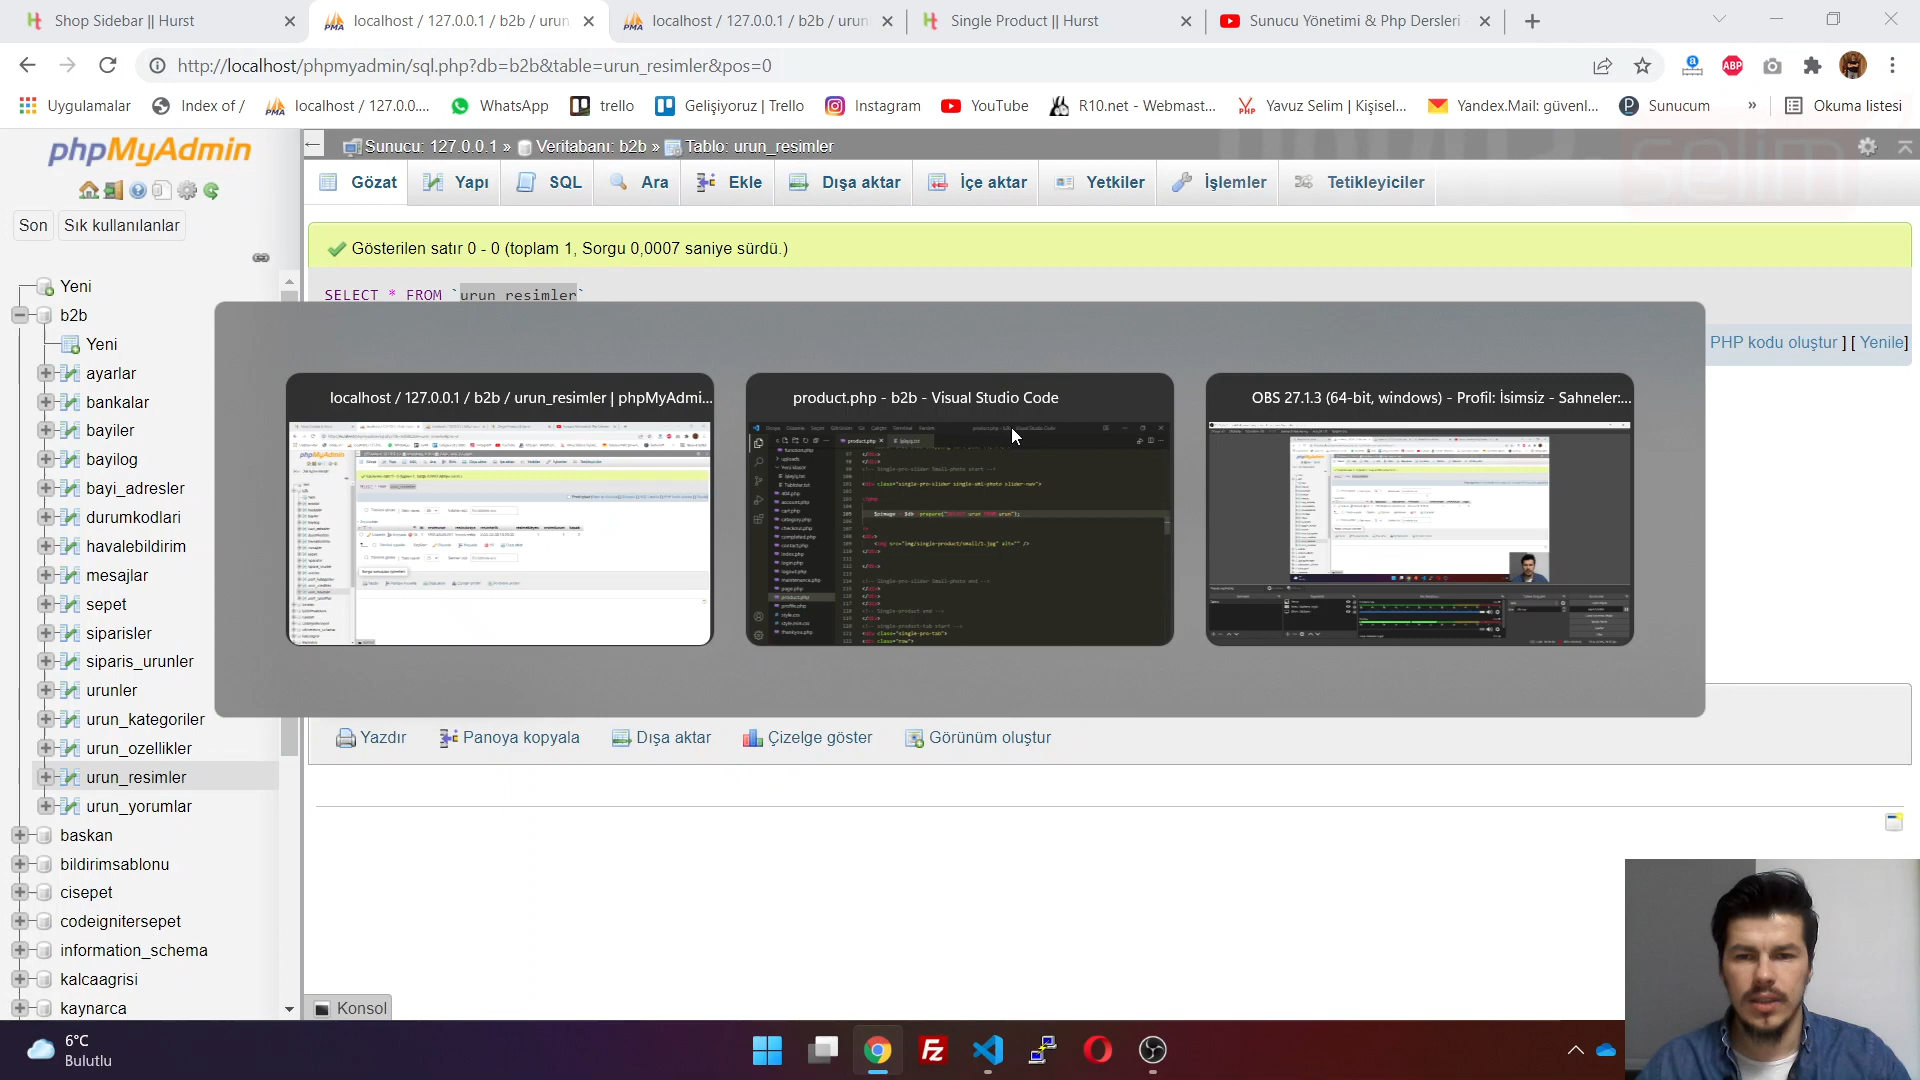 Shop Sidebar || Hurst
localhost / 127.0.0.1 / b2b / urun
localhost / 127.0.0.1 / b2b / urun
Single Product || Hurst
Sunucu Yönetimi & Php Dersleri
http://localhost/phpmyadmin/sql.php?db=b2b&table=urun_resimler&pos=0
Uygulamalar
Index of /
localhost / 127.0.0....
WhatsApp
trello
Gelişiyoruz | Trello
Instagram
YouTube
R10.net - Webmast...
Yavuz Selim | Kişisel...
Yandex.Mail: güvenl...
Sunucum
»
Okuma listesi
phpMyAdmin
Sunucu: 127.0.0.1 » Veritabanı: b2b » Tablo: urun_resimler
selim
Gözat
Yapı
SQL
Ara
Ekle
Dışa aktar
İçe aktar
Yetkiler
İşlemler
Tetikleyiciler
Son
Sık kullanılanlar
Gösterilen satır 0 - 0 (toplam 1, Sorgu 0,0007 saniye sürdü.)
SELECT * FROM `urun_resimler`
PHP kodu oluştur ] [ Yenile]
Yeni
b2b
Yeni
ayarlar
bankalar
bayiler
bayilog
bayi_adresler
durumkodlari
havalebildirim
mesajlar
sepet
siparisler
siparis_urunler
urunler
urun_kategoriler
urun_ozellikler
urun_resimler
urun_yorumlar
baskan
bildirimsablonu
cisepet
codeignitersepet
information_schema
kalcaagrisi
kaynarca
localhost / 127.0.0.1 / b2b / urun_resimler | phpMyAdmi...
product.php - b2b - Visual Studio Code
OBS 27.1.3 (64-bit, windows) - Profil: İsimsiz - Sahneler:...
Yazdır
Panoya kopyala
Dışa aktar
Çizelge göster
Görünüm oluştur
Konsol
6°C
Bulutlu